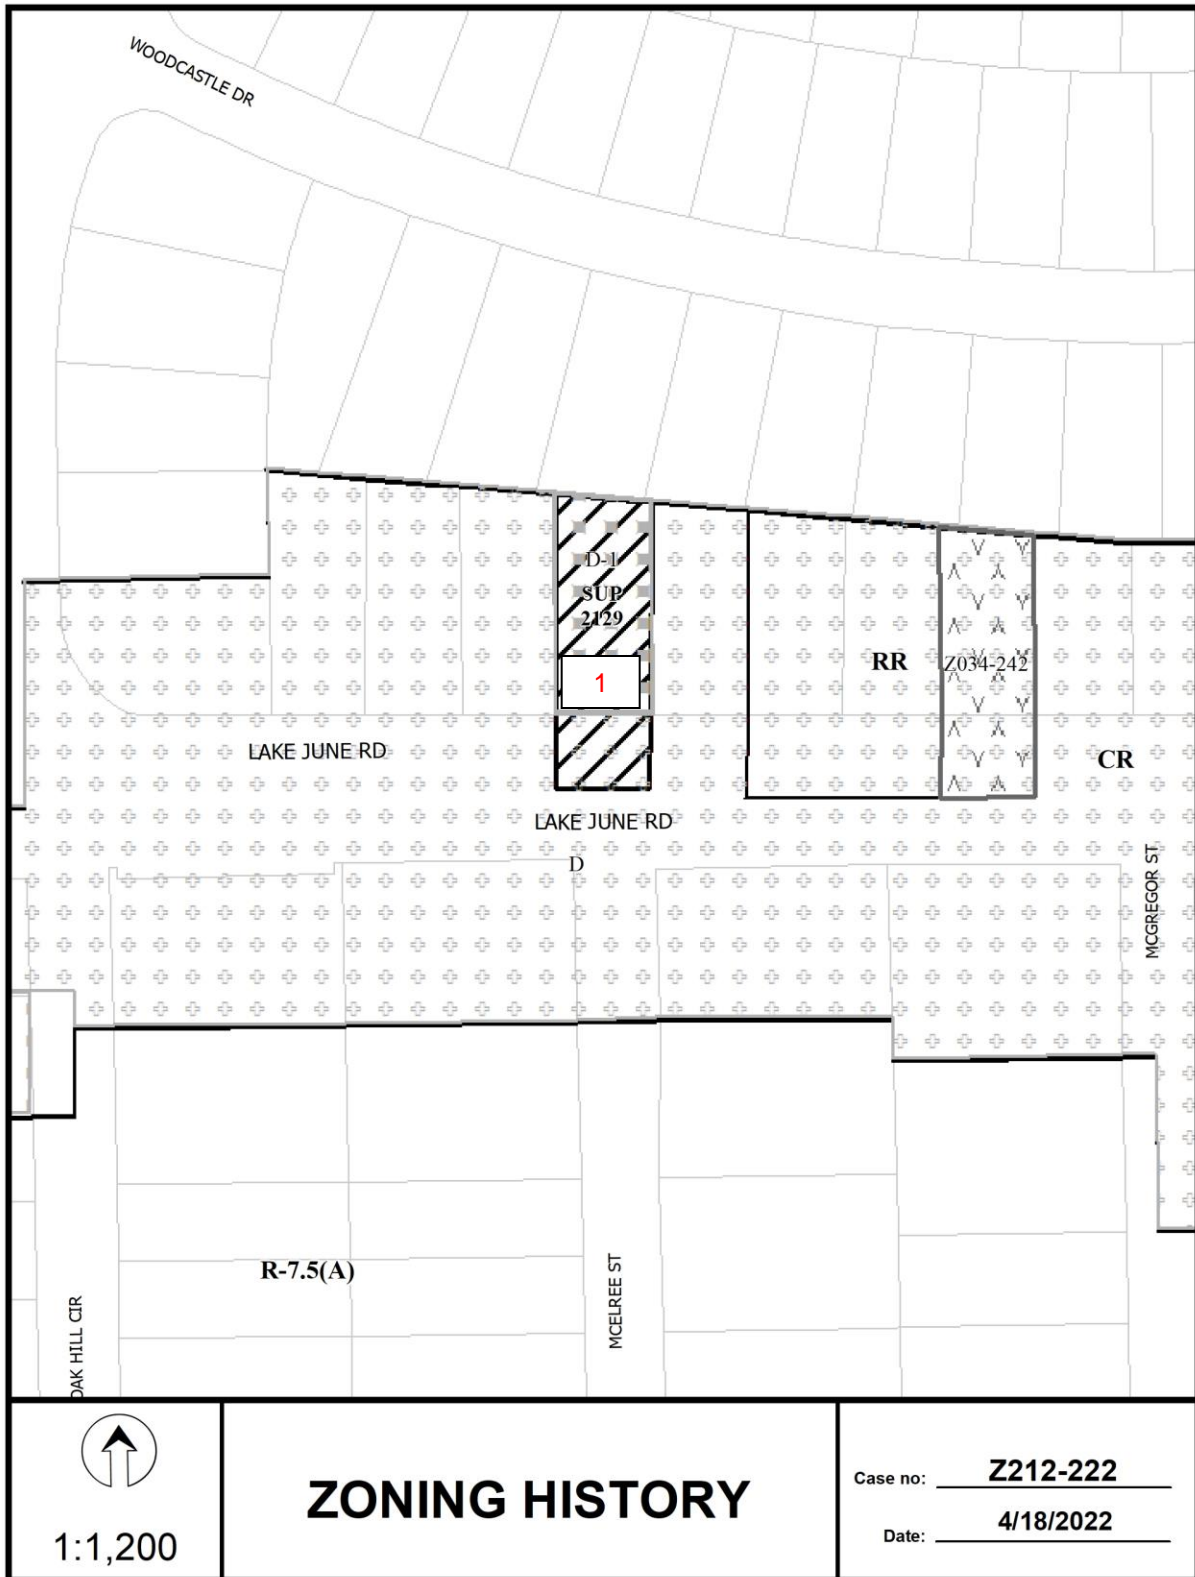 WOODCASTLE DR
D-1
SUP
2129
1
RR
Z034-242
CR
LAKE JUNE RD
LAKE JUNE RD
D
MCGREGOR ST
R-7.5(A)
MCELREE ST
OAK HILL CIR
1:1,200
ZONING HISTORY
Case no: Z212-222
Date: 4/18/2022